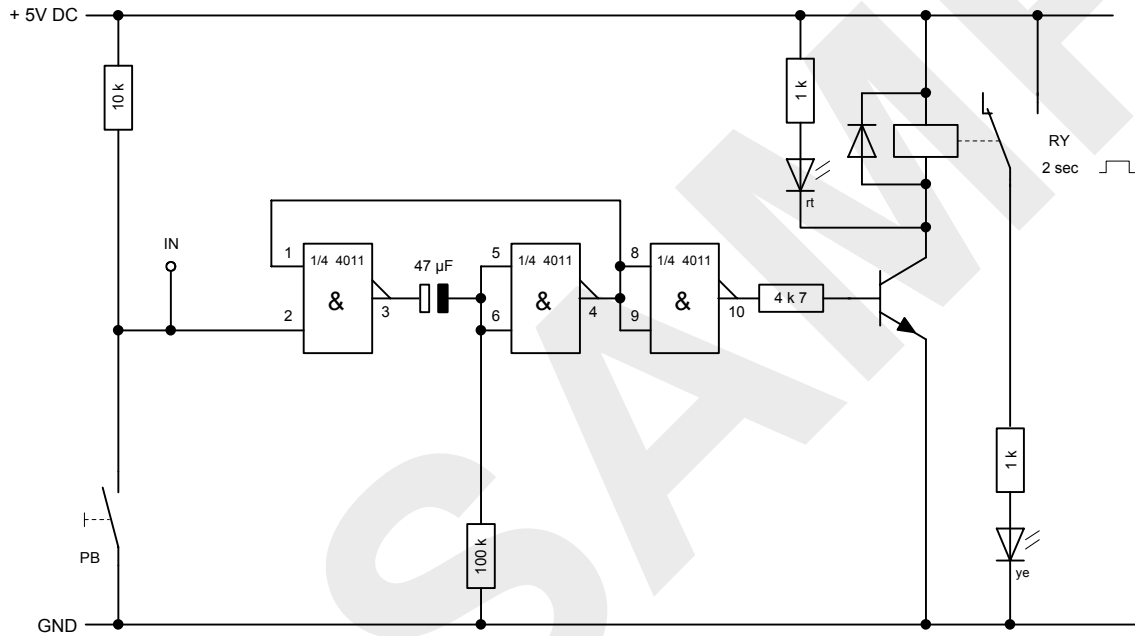 + 5V DC
10 k
1 k
RY
2 sec
rt
IN
1
1/4 4011
47 µF
5
1/4 4011
8
1/4 4011
&
&
&
4 k 7
2
3
6
4
9
10
1 k
100 k
PB
ye
GND
SAMP